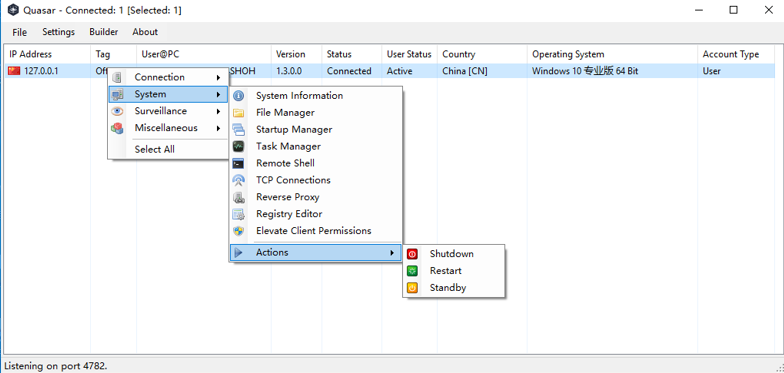 Quasar - Connected: 1 [Selected: 1]
File Settings Builder About
IP Address Tag User@PC Version Status User Status Country Operating System Account Type
127.0.0.1 Off SHOH 1.3.0.0 Connected Active China [CN] Windows 10 专业版 64 Bit User
Connection
System
Surveillance
Miscellaneous
Select All
System Information
File Manager
Startup Manager
Task Manager
Remote Shell
TCP Connections
Reverse Proxy
Registry Editor
Elevate Client Permissions
Actions
Shutdown
Restart
Standby
Listening on port 4782.